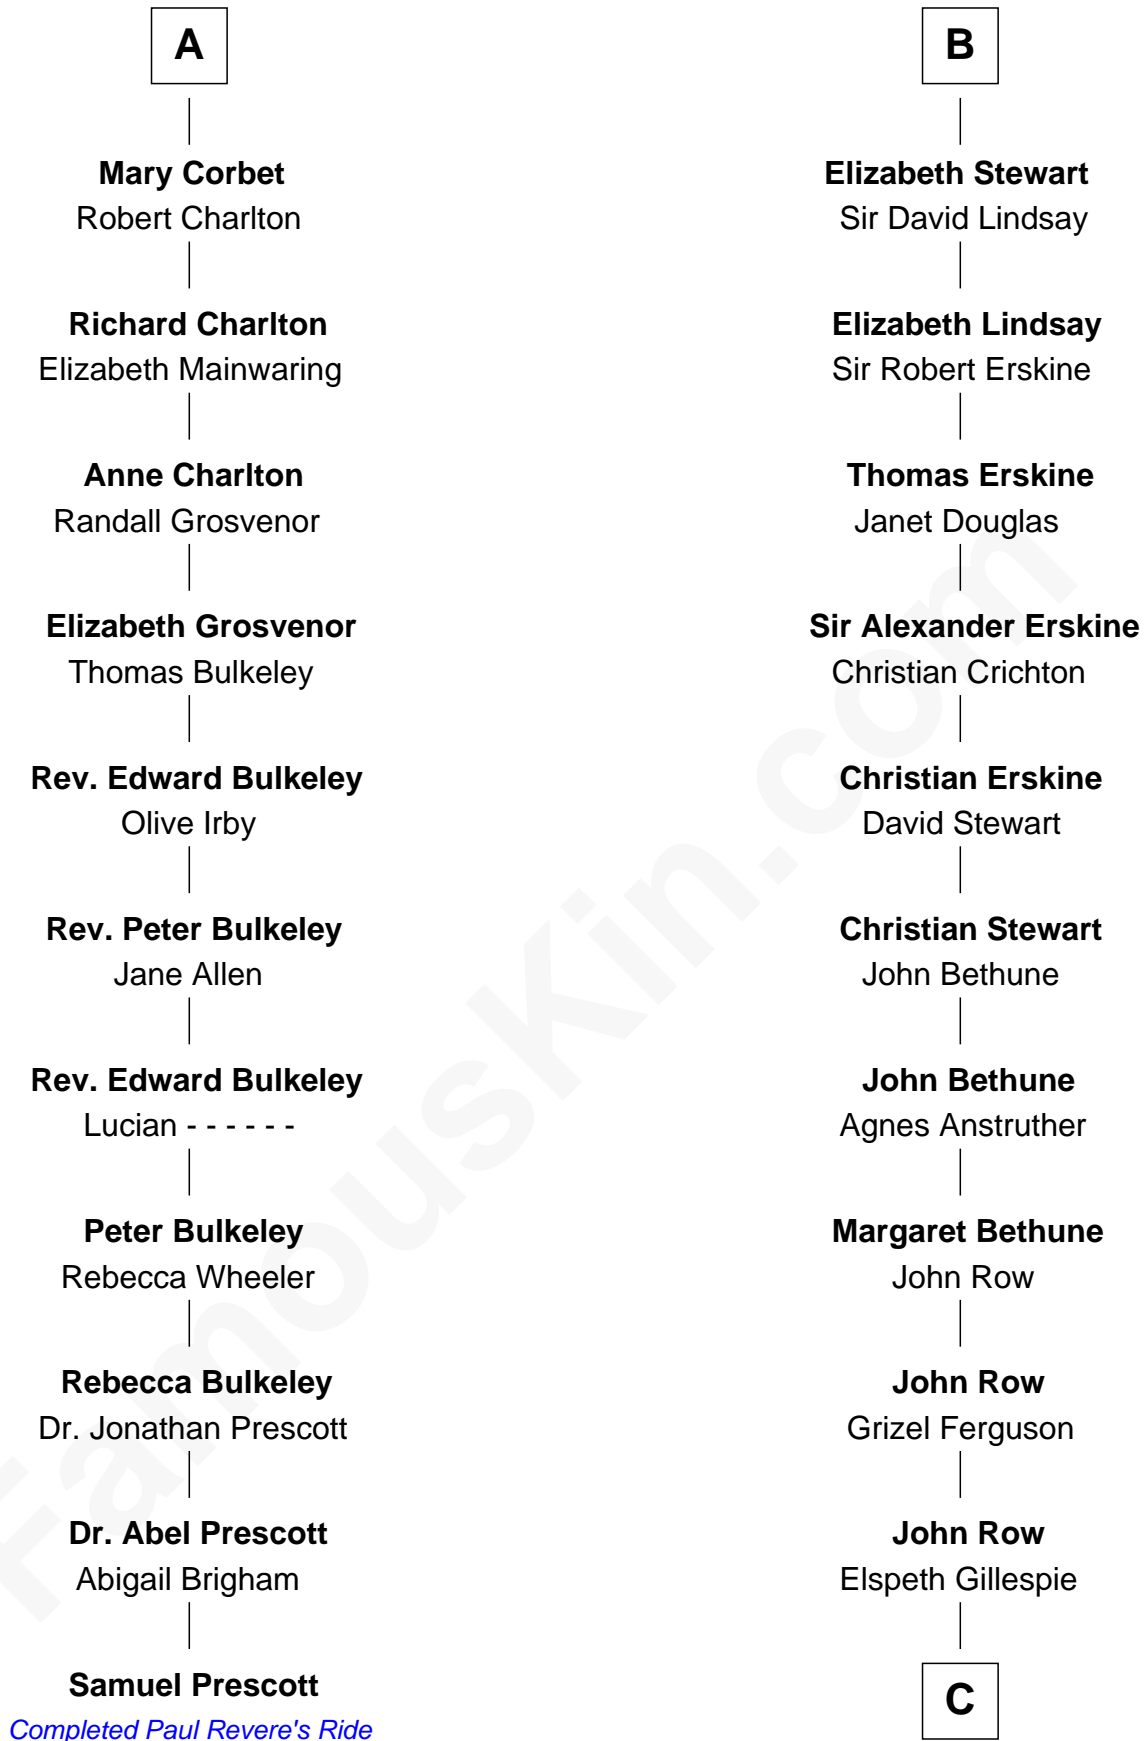 A
Mary Corbet
Robert Charlton
Richard Charlton
Elizabeth Mainwaring
Anne Charlton
Randall Grosvenor
Elizabeth Grosvenor
Thomas Bulkeley
Rev. Edward Bulkeley
Olive Irby
Rev. Peter Bulkeley
Jane Allen
Rev. Edward Bulkeley
Lucian - - - - - -
Peter Bulkeley
Rebecca Wheeler
Rebecca Bulkeley
Dr. Jonathan Prescott
Dr. Abel Prescott
Abigail Brigham
Samuel Prescott
Completed Paul Revere's Ride
B
Elizabeth Stewart
Sir David Lindsay
Elizabeth Lindsay
Sir Robert Erskine
Thomas Erskine
Janet Douglas
Sir Alexander Erskine
Christian Crichton
Christian Erskine
David Stewart
Christian Stewart
John Bethune
John Bethune
Agnes Anstruther
Margaret Bethune
John Row
John Row
Grizel Ferguson
John Row
Elspeth Gillespie
C
FamousKin.com